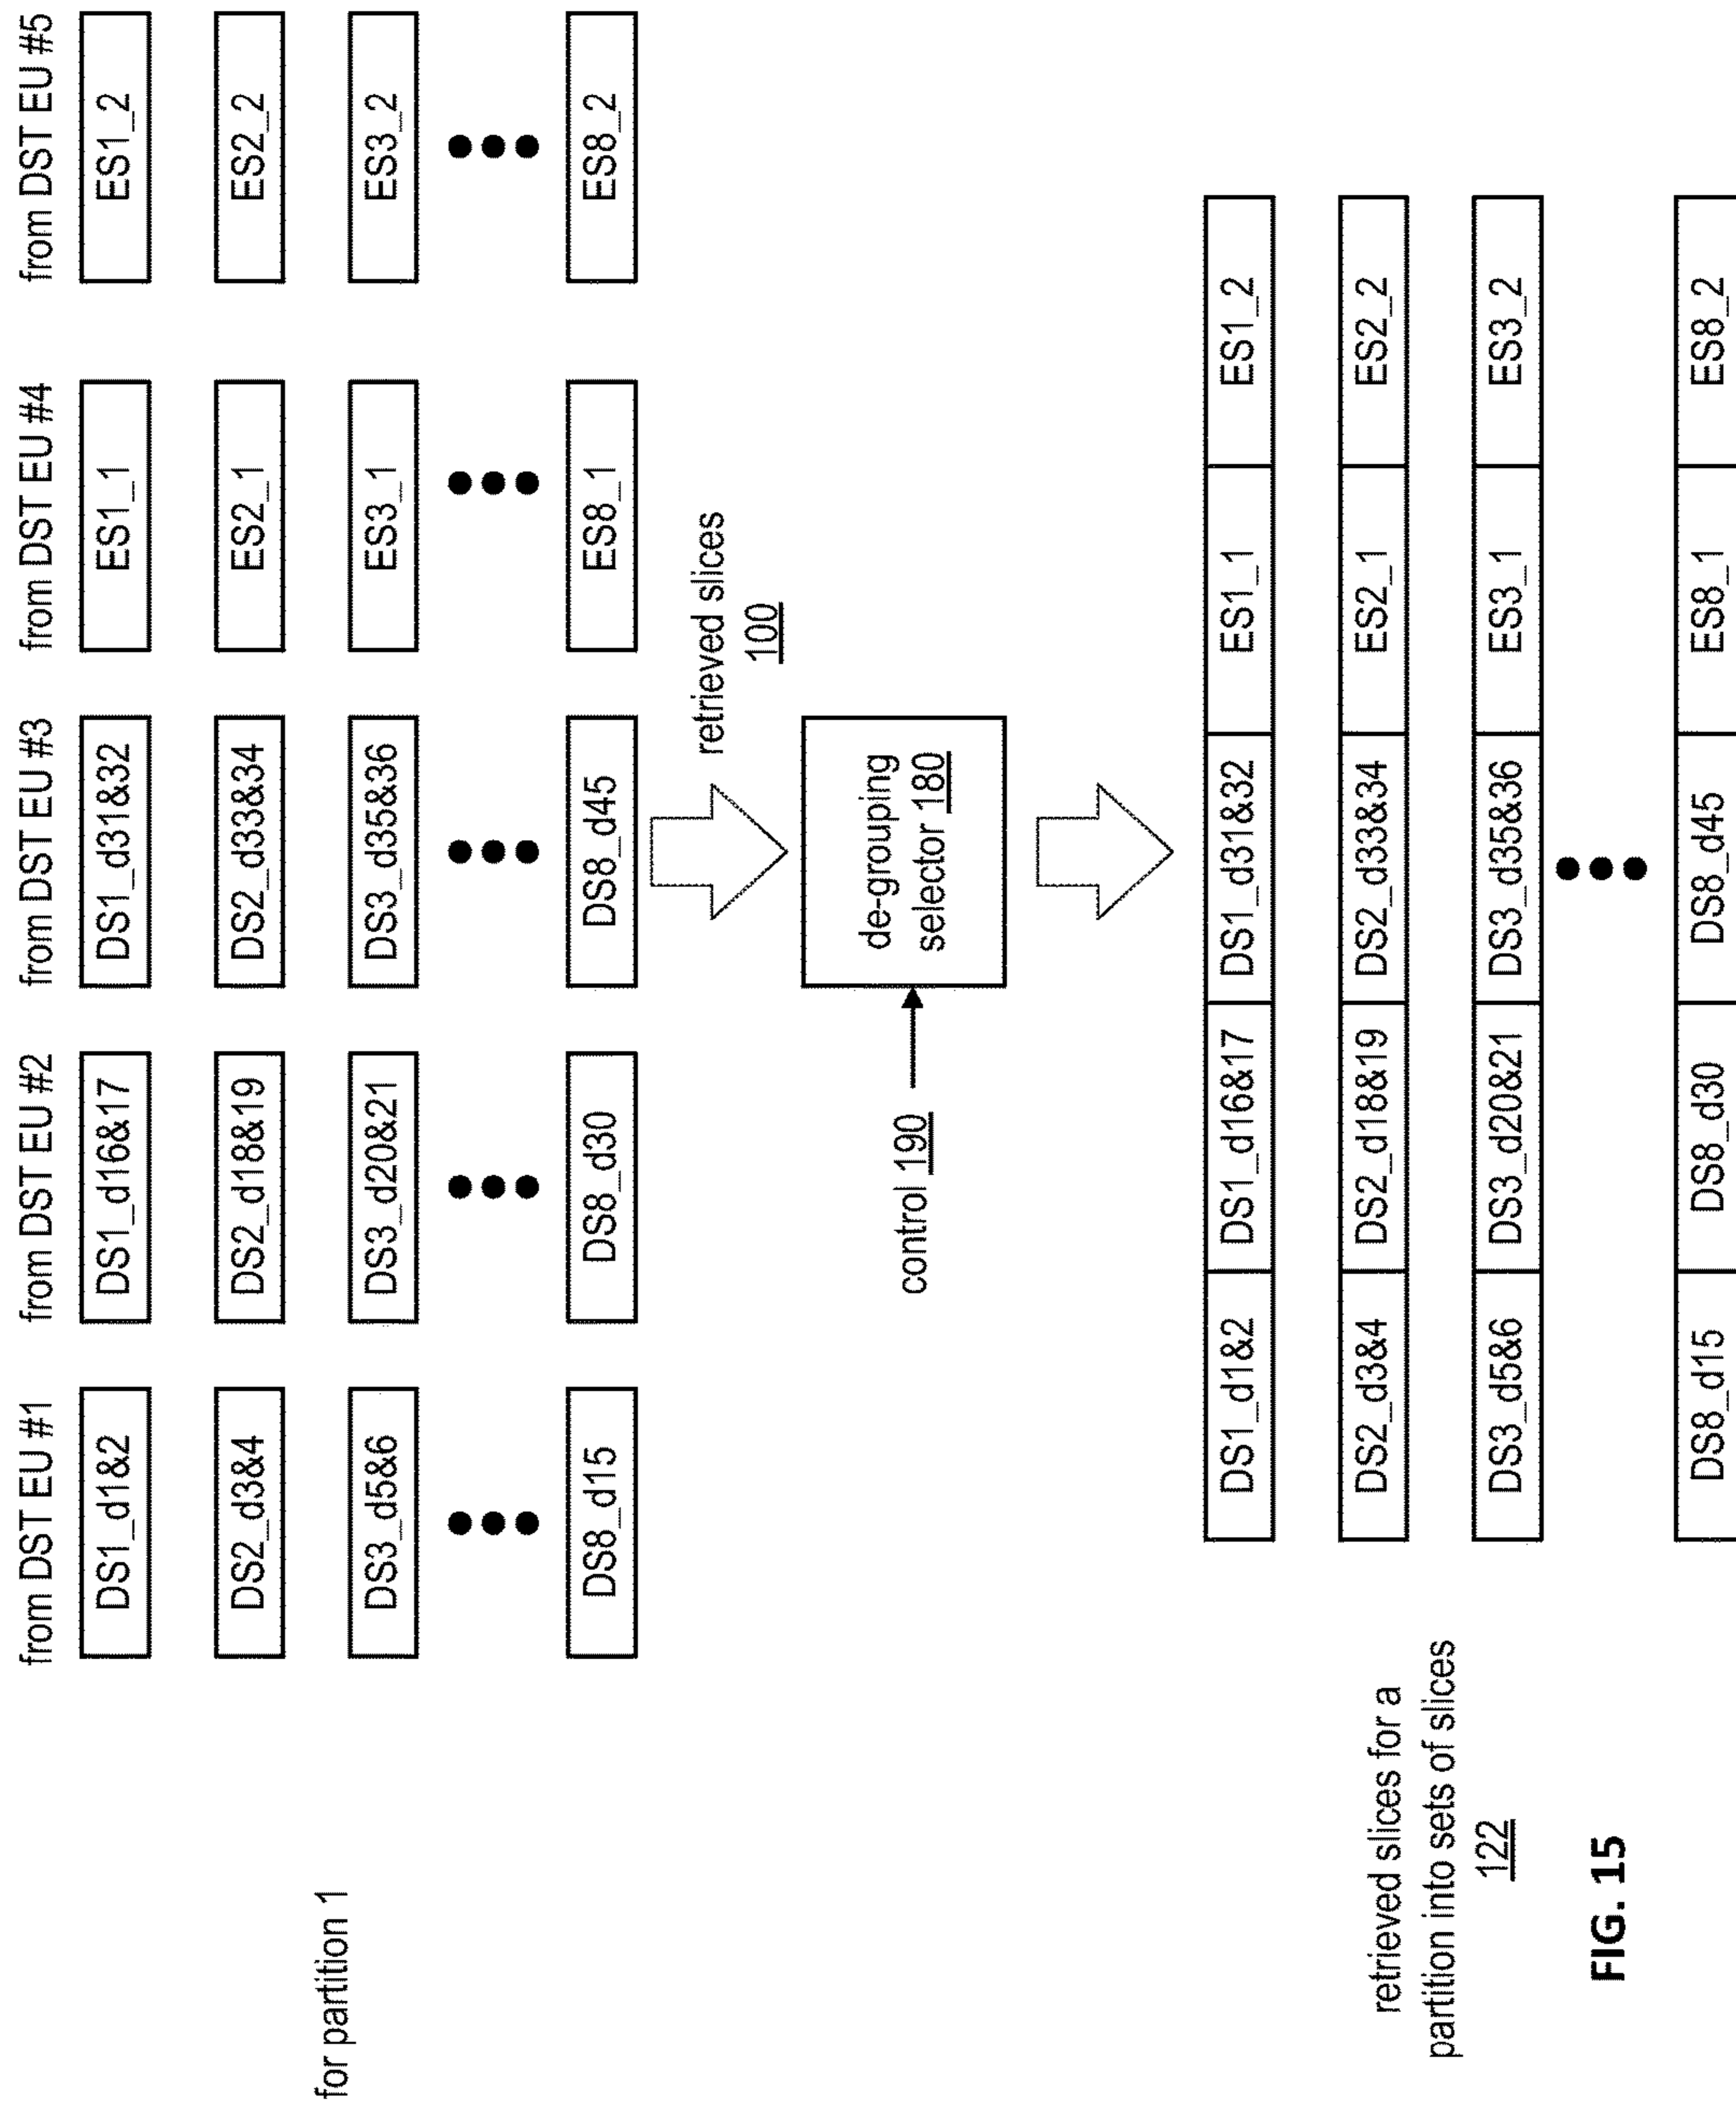 from DST EU #1
from DST EU #2
from DST EU #3
from DST EU #4
from DST EU #5
DS1_d1&2
DS1_d16&17
DS1_d31&32
ES1_1
ES1_2
DS2_d3&4
DS2_d18&19
DS2_d33&34
ES2_1
ES2_2
for partition 1
DS3_d5&6
DS3_d20&21
DS3_d35&36
ES3_1
ES3_2
DS8_d15
DS8_d30
DS8_d45
ES8_1
ES8_2
retrieved slices
100
control 190
de-grouping
selector 180
DS1_d1&2
DS1_d16&17
DS1_d31&32
ES1_1
ES1_2
retrieved slices for a
partition into sets of slices
122
DS2_d3&4
DS2_d18&19
DS2_d33&34
ES2_1
ES2_2
DS3_d5&6
DS3_d20&21
DS3_d35&36
ES3_1
ES3_2
DS8_d15
DS8_d30
DS8_d45
ES8_1
ES8_2
FIG. 15